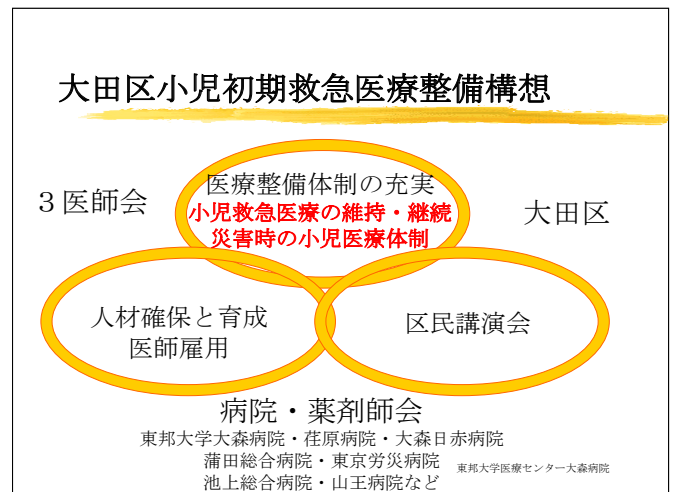 大田区小児初期救急医療整備構想
３医師会
医療整備体制の充実
小児救急医療の維持・継続
災害時の小児医療体制
大田区
人材確保と育成
医師雇用
区民講演会
病院・薬剤師会
東邦大学大森病院・荏原病院・大森日赤病院
蒲田総合病院・東京労災病院
池上総合病院・山王病院など
東邦大学医療センター大森病院